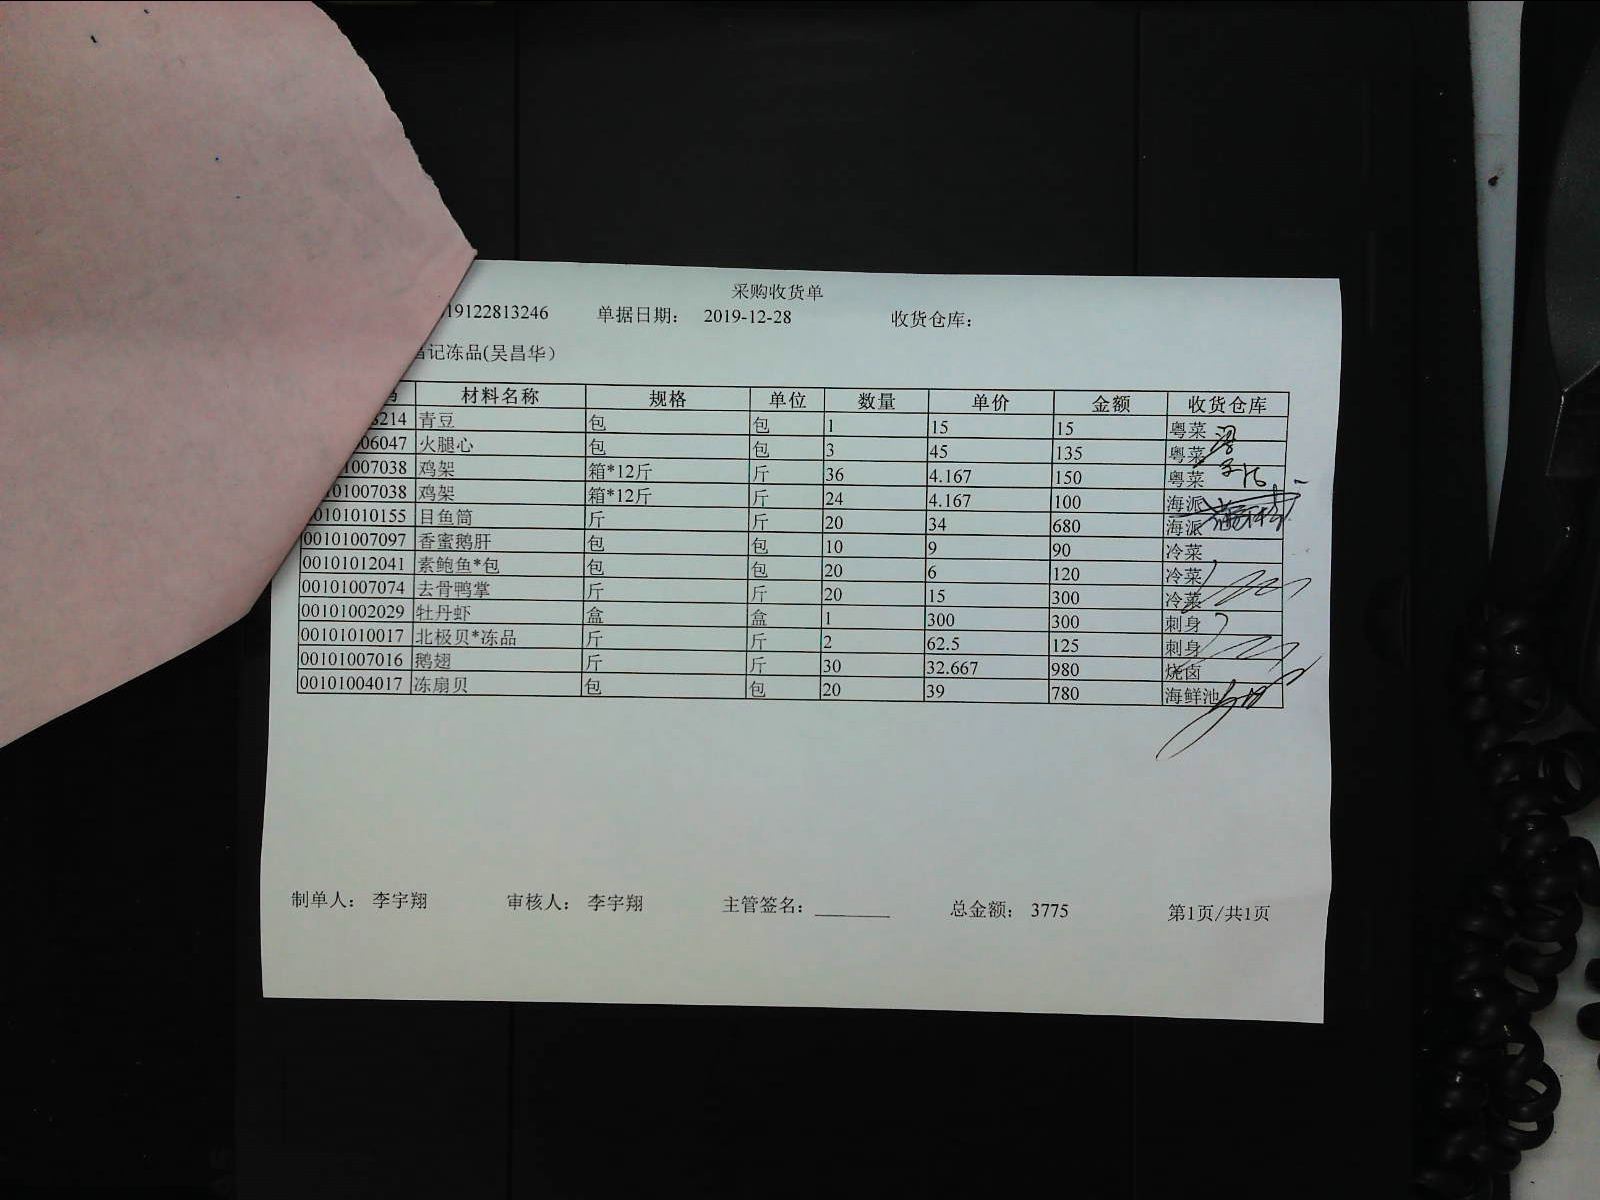 采购收货单
19122813246 单据日期: 2019-12-28 收货仓库:
记冻品(吴昌华)
材料名称 规格 单位 数量 单价 金额 收货仓库
214 青豆 包 包 1 15 15 粤菜
06047 火腿心 包 包 3 45 135 粤菜
1007038 鸡架 箱*12斤 斤 36 4.167 150 粤菜
01007038 鸡架 箱*12斤 斤 24 4.167 100 海派
0101010155 目鱼筒 斤 斤 20 34 680 海派
00101007097 香蜜鹅肝 包 包 10 9 90 冷菜
00101012041 素鲍鱼*包 包 包 20 6 120 冷菜
00101007074 去骨鸭掌 斤 斤 20 15 300 冷菜
00101002029 牡丹虾 盒 盒 1 300 300 刺身
00101010017 北极贝*冻品 斤 斤 2 62.5 125 刺身
00101007016 鹅翅 斤 斤 30 32.667 980 烧卤
00101004017 冻扇贝 包 包 20 39 780 海鲜池
制单人: 李宇翔 审核人: 李宇翔 主管签名: 总金额: 3775 第1页/共1页